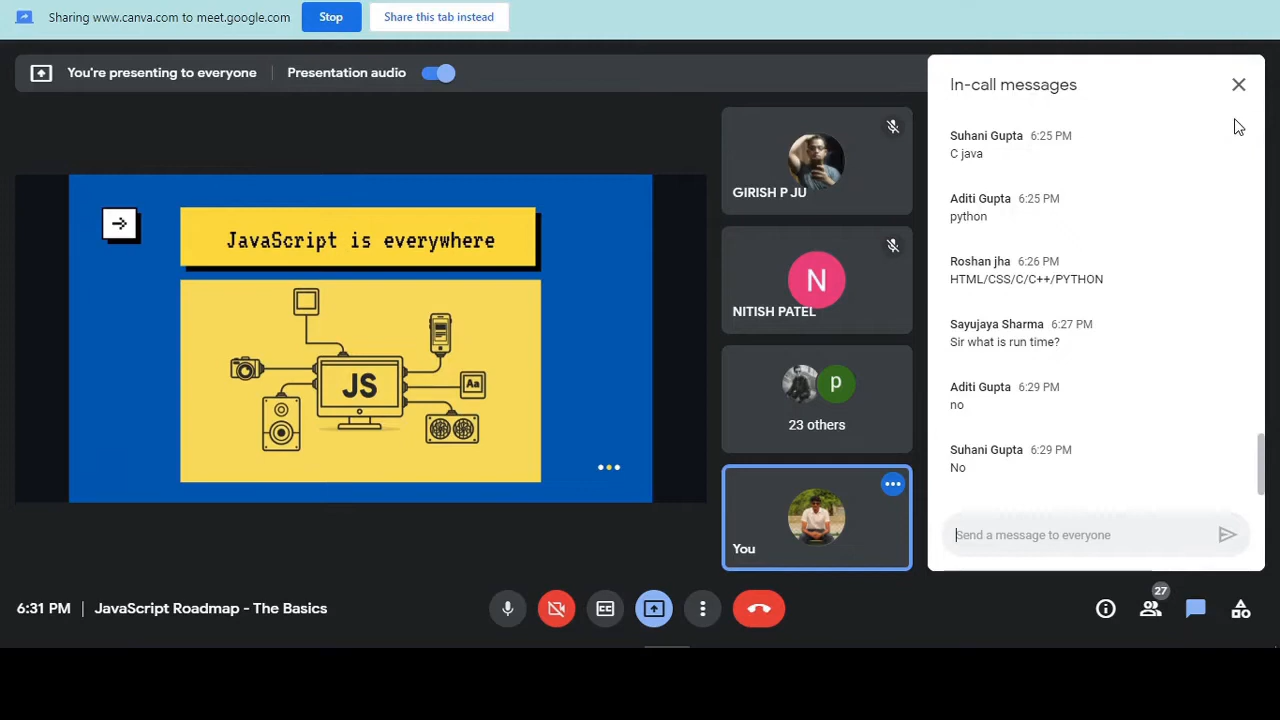 Sharing www.canva.com to meet.google.com
Stop
Share this tab instead
You're presenting to everyone
Presentation audio
JavaScript is everywhere
JS
Aa
GIRISH P JU
N
NITISH PATEL
p
23 others
You
In-call messages
Suhani Gupta 6:25 PM
C java
Aditi Gupta 6:25 PM
python
Roshan jha 6:26 PM
HTML/CSS/C/C++/PYTHON
Sayujaya Sharma 6:27 PM
Sir what is run time?
Aditi Gupta 6:29 PM
no
Suhani Gupta 6:29 PM
No
Send a message to everyone
6:31 PM | JavaScript Roadmap - The Basics
CC
27